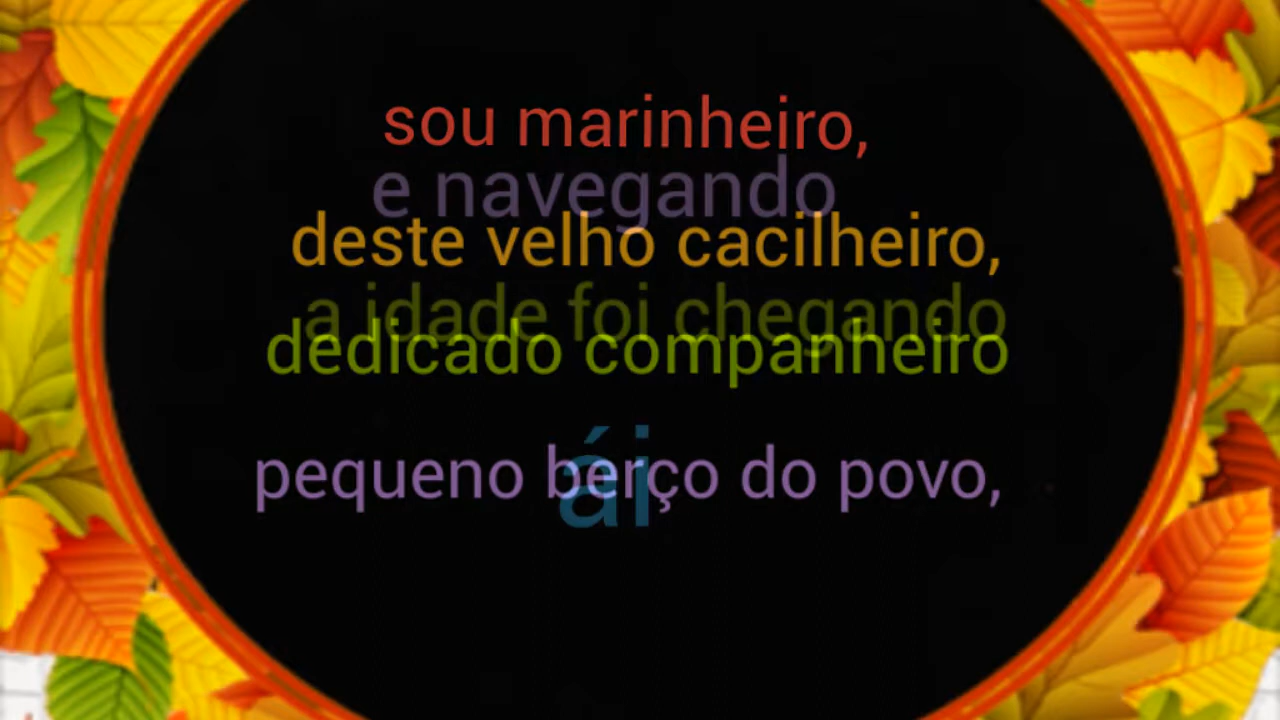 sou marinheiro,
e navegando
deste velho cacilheiro,
a idade foi chegando
dedicado companheiro
ái
pequeno berço do povo,